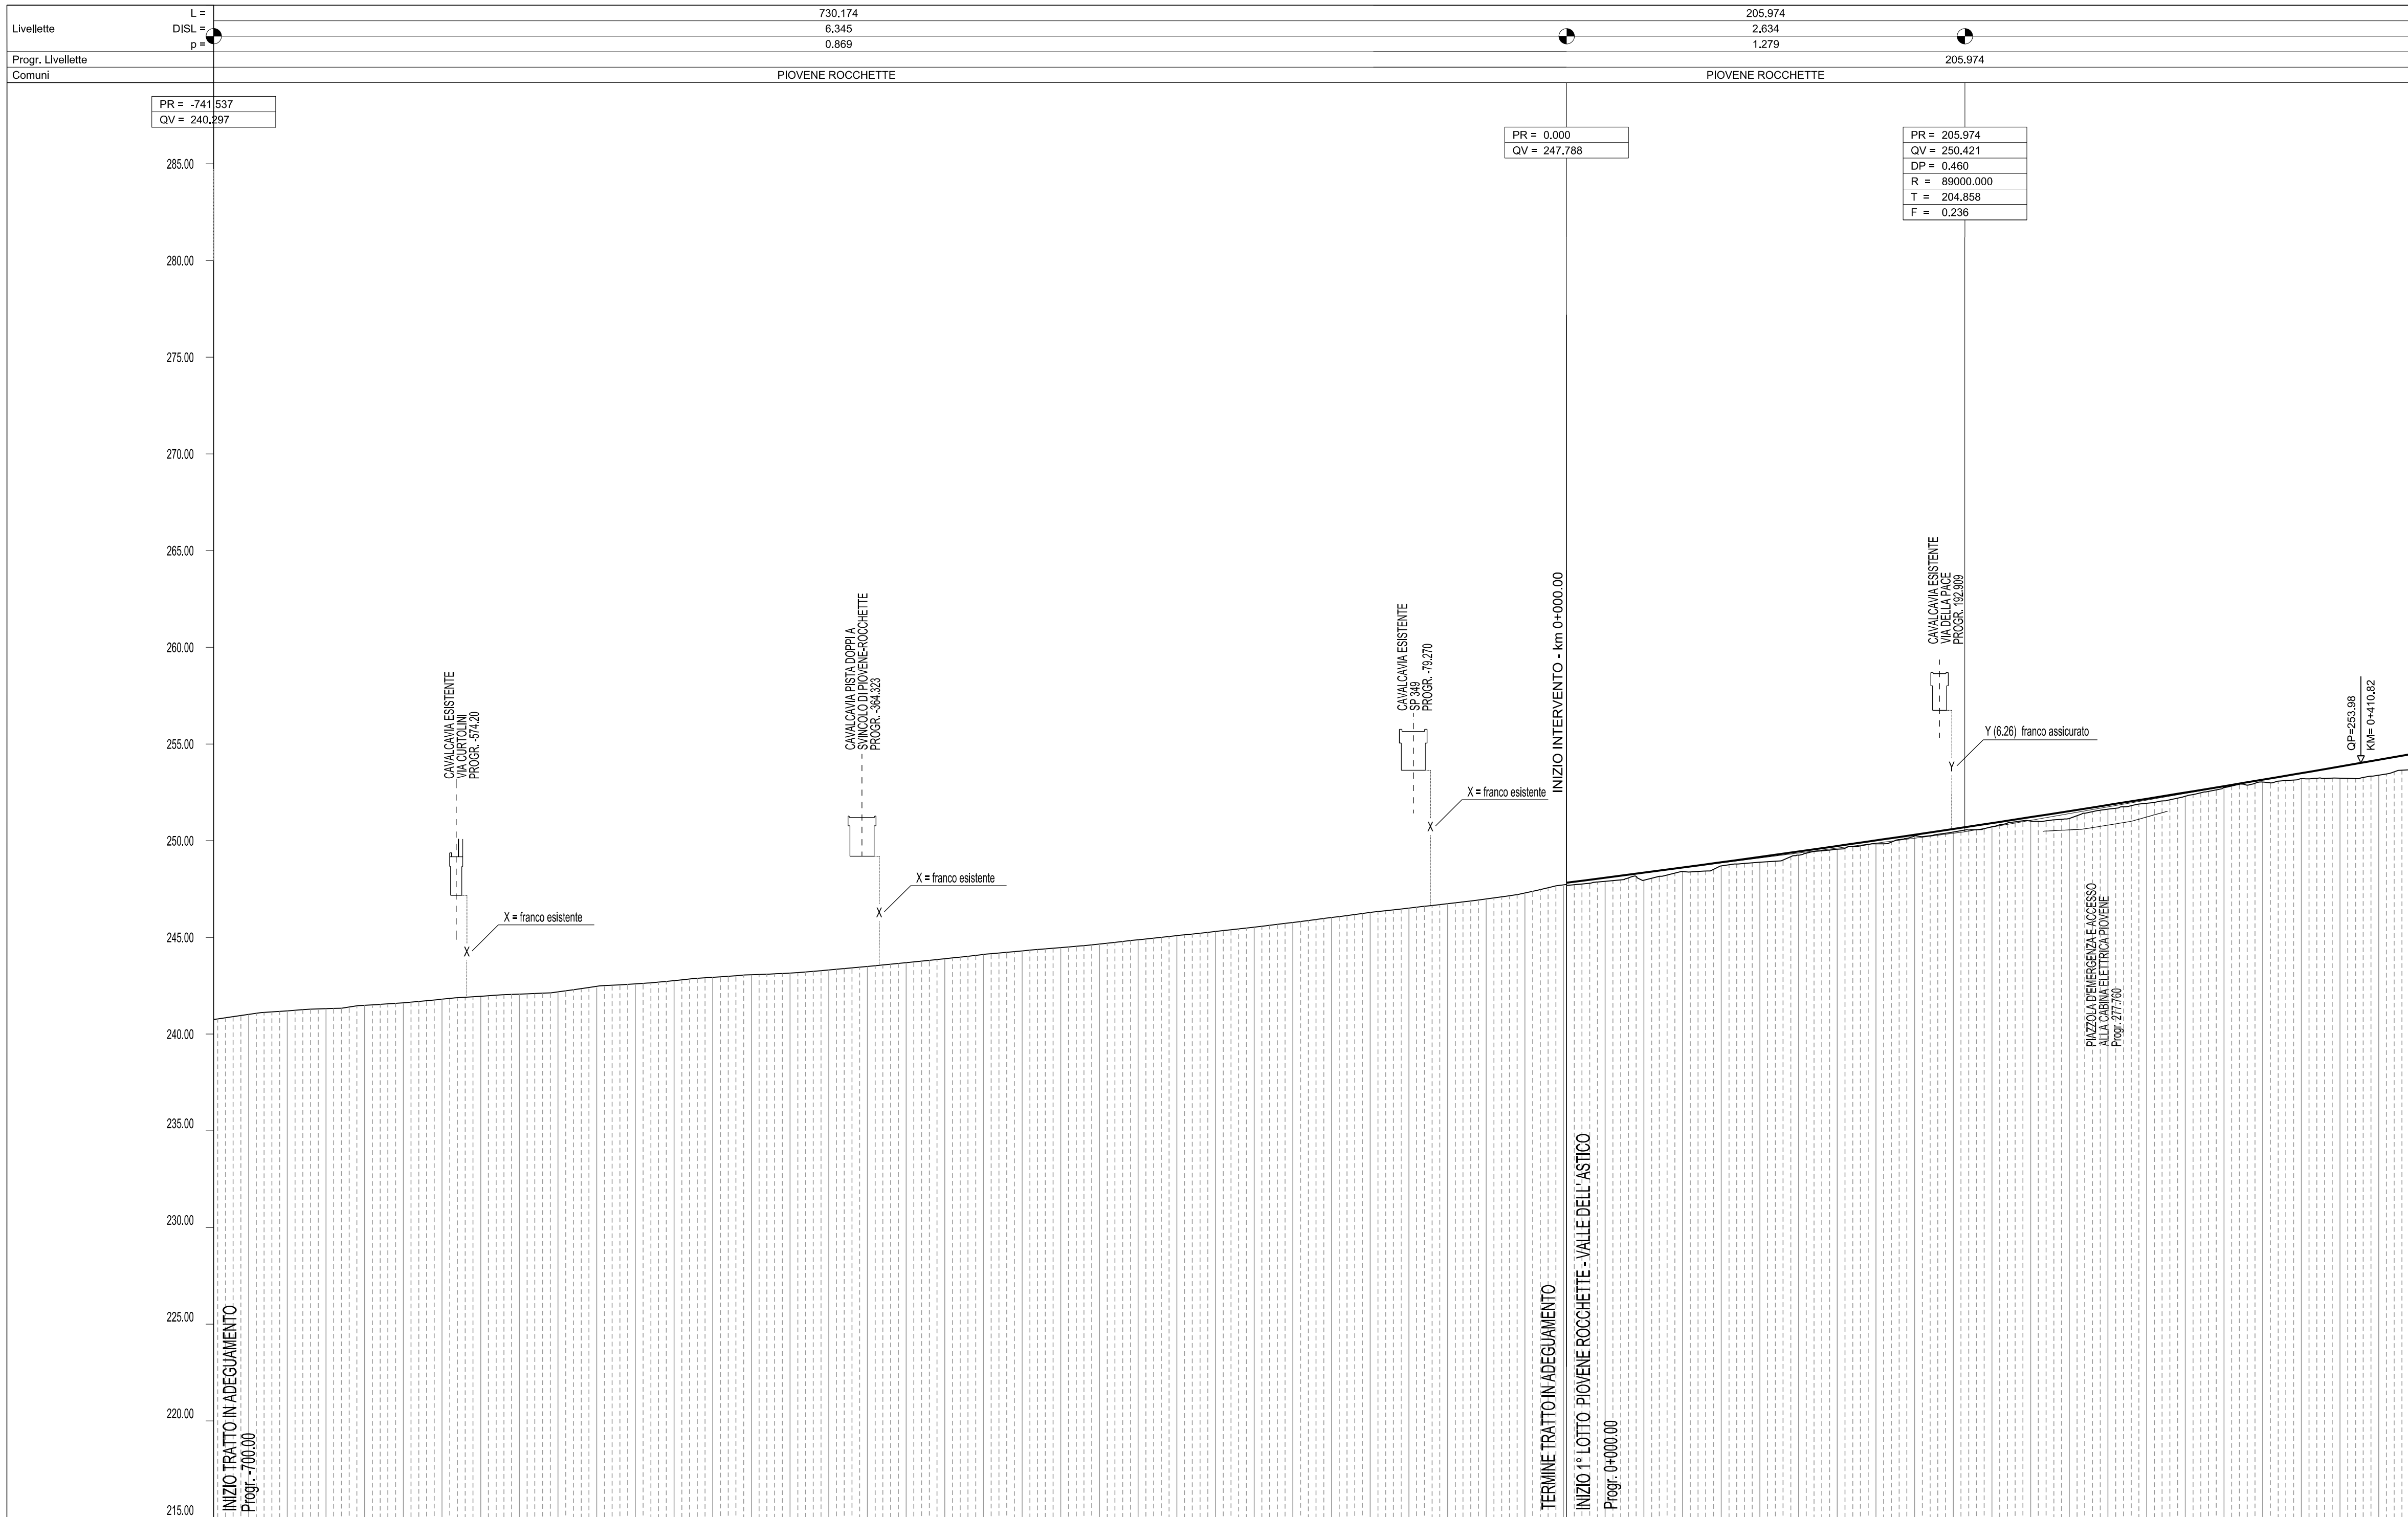 L = 730.174 205.974
Livellette DISL = 6.345 2.634
p = 0.869 1.279
Progr. Livellette 205.974
Comuni PIOVENE ROCCHETTE PIOVENE ROCCHETTE
PR = -741.537
QV = 240.297
PR = 0.000
QV = 247.788
PR = 205.974
QV = 250.421
DP = 0.460
R = 89000.000
T = 204.858
F = 0.236
285.00
280.00
275.00
270.00
265.00
260.00
255.00
250.00
245.00
240.00
235.00
230.00
225.00
220.00
215.00
CAVALCAVIA ESISTENTE
VIA CURTOLINI
PROGR. -574.20
X = franco esistente
X
CAVALCAVIA PISTA DOPPI A
SVINCOLO DI PIOVENE-ROCCHETTE
PROGR. -364.323
X = franco esistente
X
CAVALCAVIA ESISTENTE
SP 349
PROGR. -79.270
X = franco esistente
X
INIZIO INTERVENTO - km 0+000.00
CAVALCAVIA ESISTENTE
VIA DELLA PACE
PROGR. 192.909
Y (6.26) franco assicurato
Y
QP=253.98
KM= 0+410.82
PIAZZOLA D'EMERGENZA E ACCESSO
ALLA CABINA ELETTRICA PIOVENE
Progr. 277.760
INIZIO TRATTO IN ADEGUAMENTO
Progr. -700.00
TERMINE TRATTO IN ADEGUAMENTO
INIZIO 1° LOTTO PIOVENE ROCCHETTE - VALLE DELL' ASTICO
Progr. 0+000.00